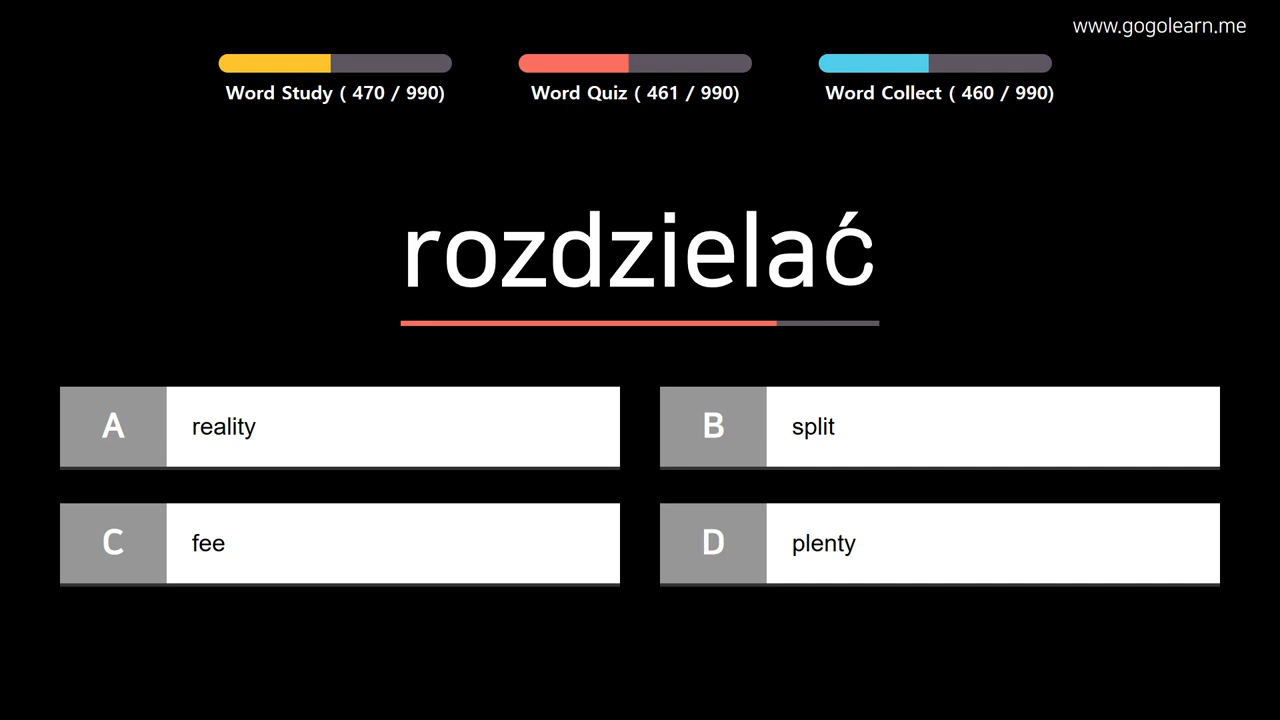 www.gogolearn.me
Word Study ( 470 / 990)
Word Quiz ( 461 / 990)
Word Collect ( 460 / 990)
rozdzielać
A reality
B split
C fee
D plenty